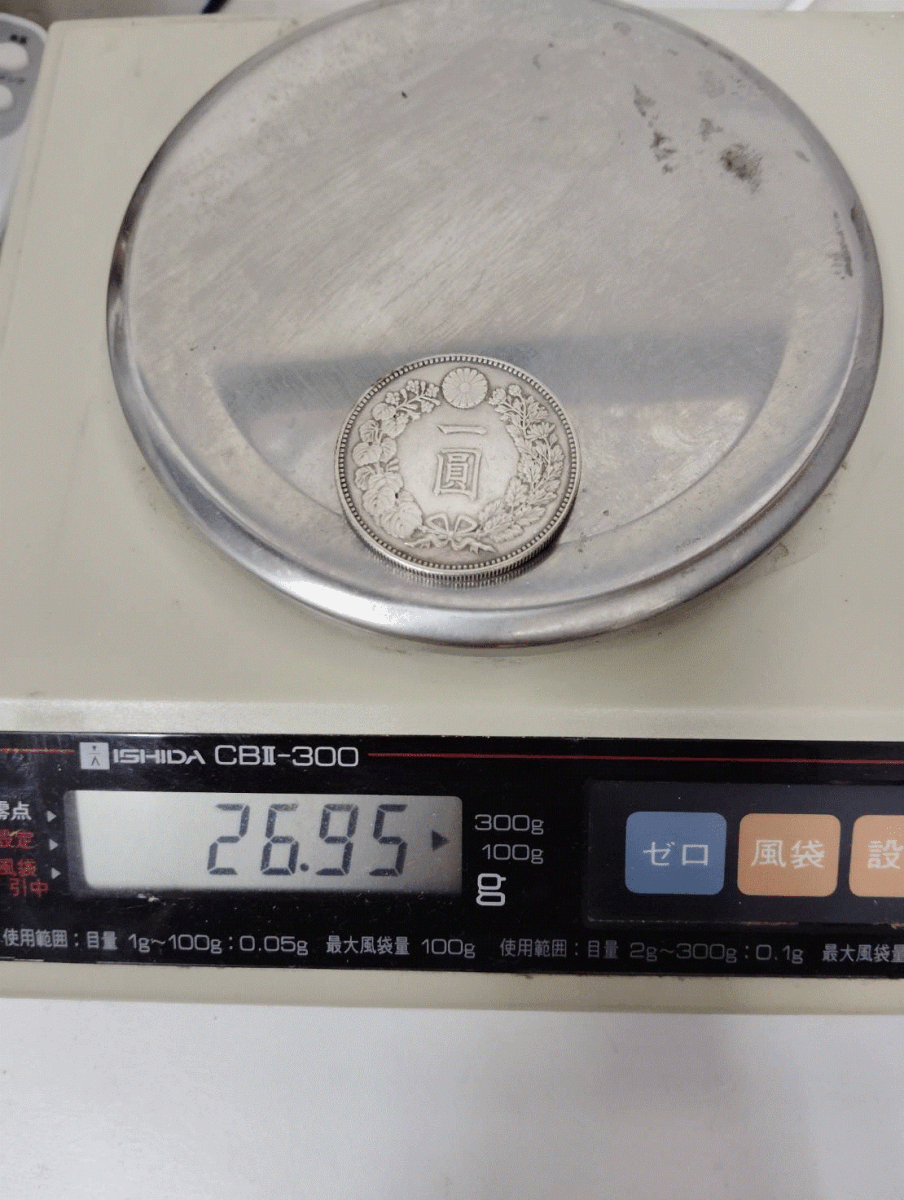 一
圓
ISHIDA CBⅡ-300
零点
設定
風袋
引中
26.95
300g
100g
g
ゼロ
風袋
設
使用範囲:目量 1g~100g:0.05g 最大風袋量 100g 使用範囲:目量 2g~300g:0.1g 最大風袋量